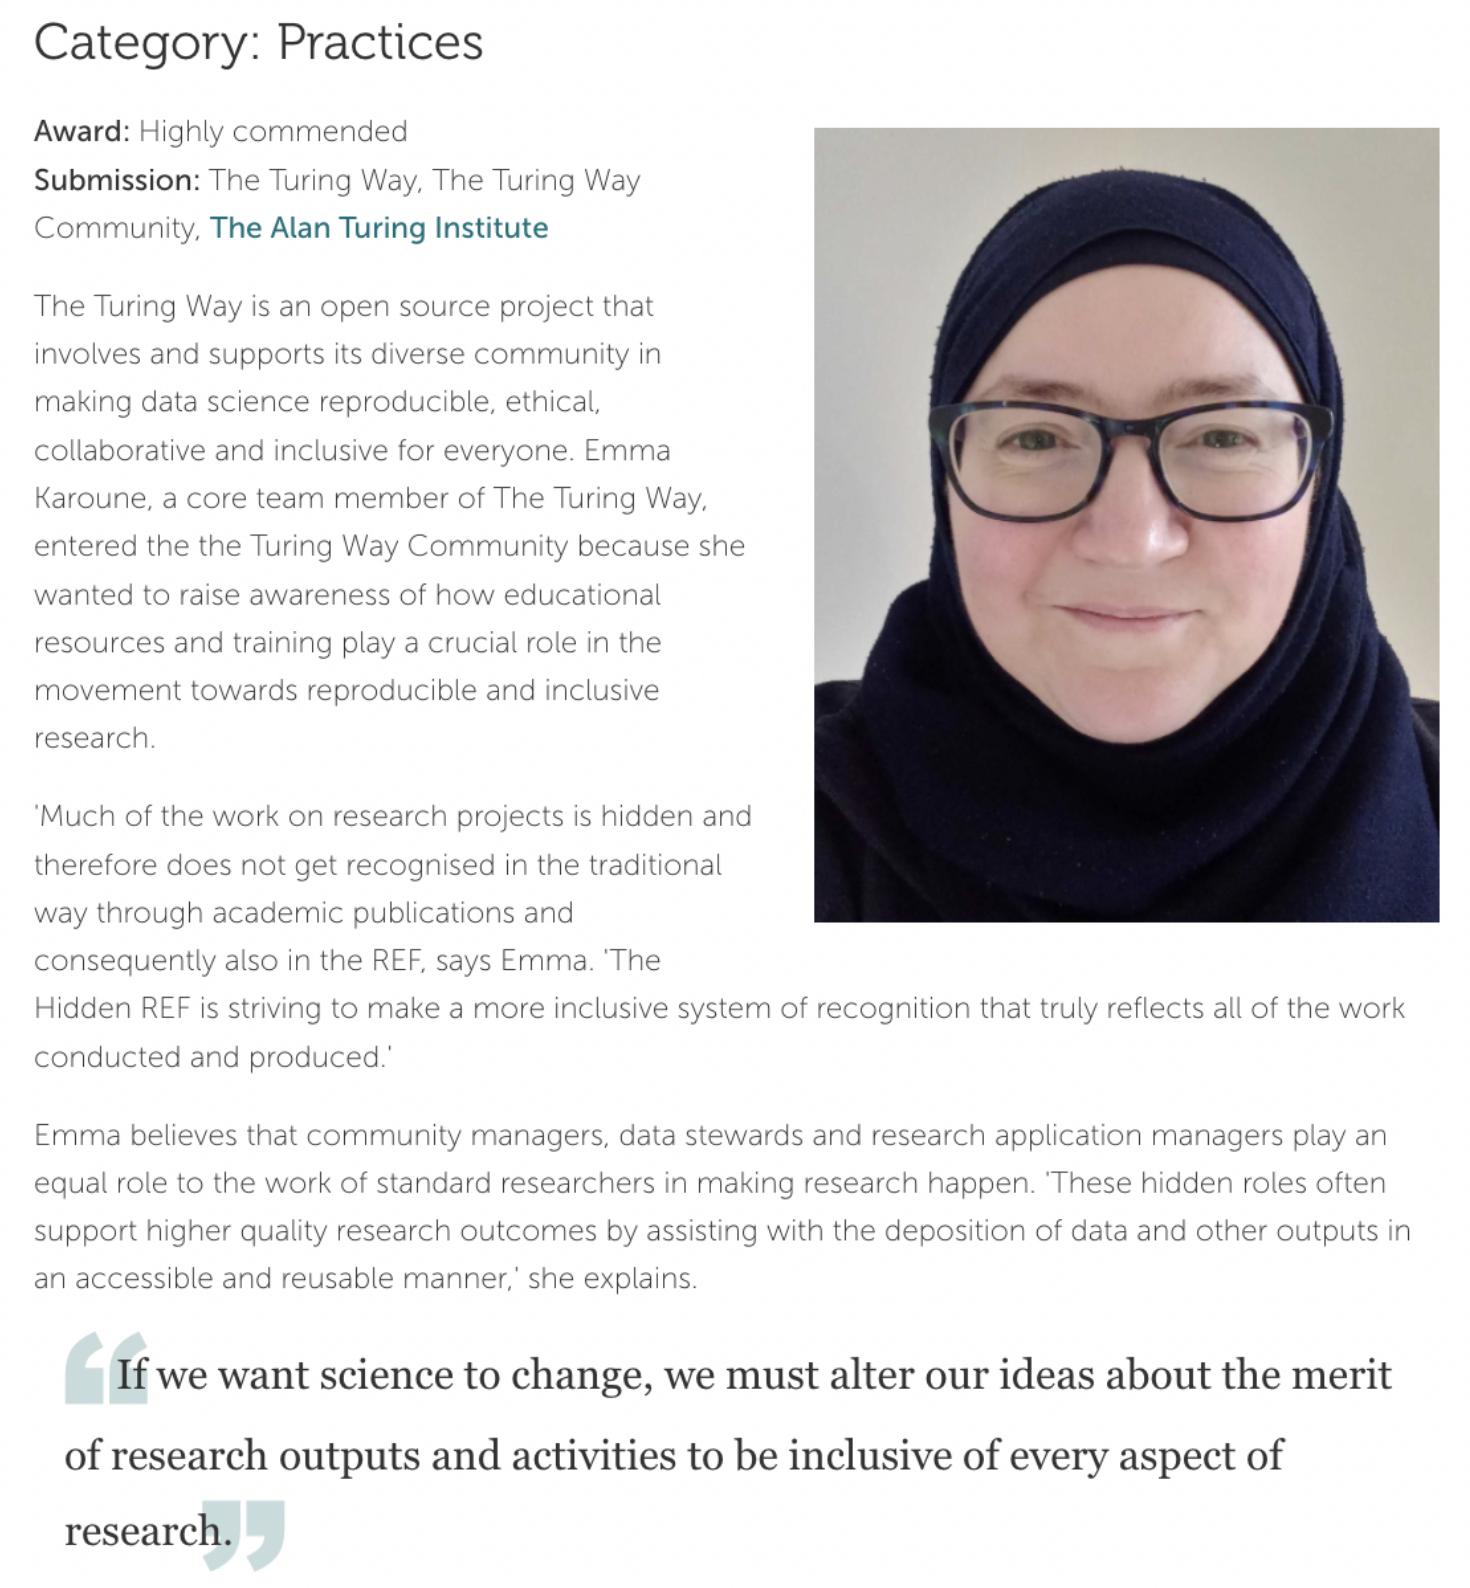 Category: Practices
Award: Highly commended
Submission: The Turing Way, The Turing Way
Community, The Alan Turing Institute
The Turing Way is an open source project that
involves and supports its diverse community in
making data science reproducible, ethical,
collaborative and inclusive for everyone. Emma
Karoune, a core team member of The Turing Way,
entered the the Turing Way Community because she
wanted to raise awareness of how educational
resources and training play a crucial role in the
movement towards reproducible and inclusive
research.
'Much of the work on research projects is hidden and
therefore does not get recognised in the traditional
way through academic publications and
consequently also in the REF, says Emma. 'The
Hidden REF is striving to make a more inclusive system of recognition that truly reflects all of the work
conducted and produced.'
Emma believes that community managers, data stewards and research application managers play an
equal role to the work of standard researchers in making research happen. 'These hidden roles often
support higher quality research outcomes by assisting with the deposition of data and other outputs in
an accessible and reusable manner,' she explains.
“If we want science to change, we must alter our ideas about the merit
of research outputs and activities to be inclusive of every aspect of
research.”